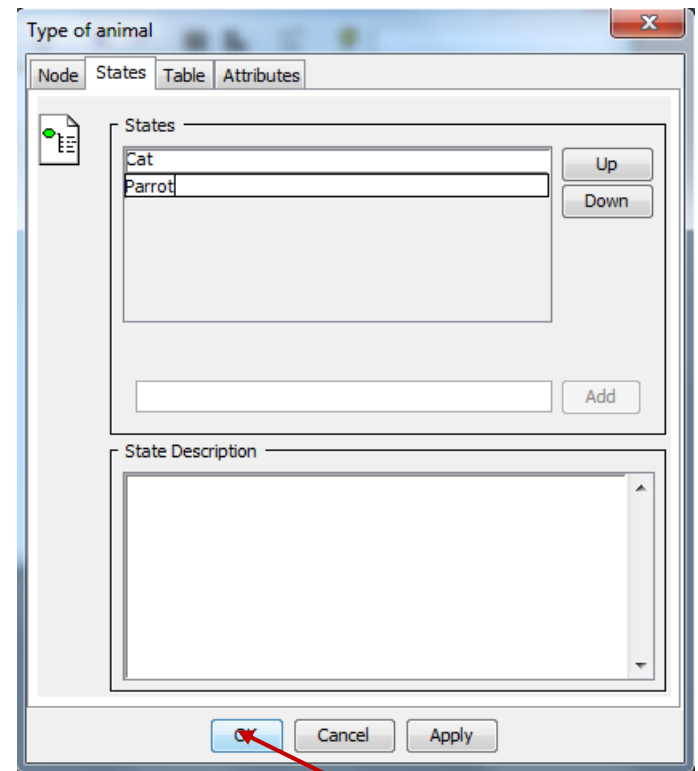 Type of animal
Node States Table Attributes
States
Cat
Parrot
Up
Down
Add
State Description
OK Cancel Apply